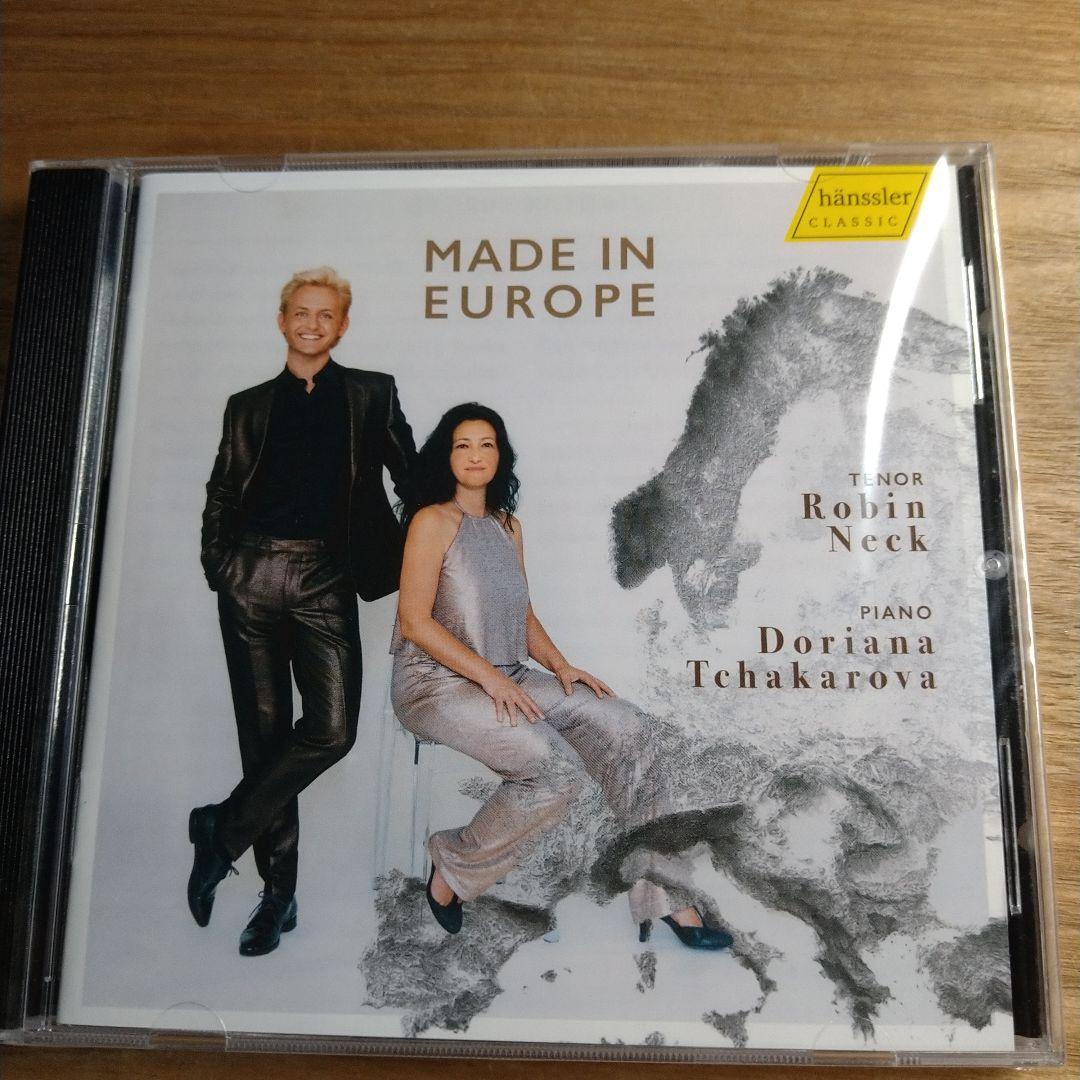 hänssler
CLASSIC
MADE IN
EUROPE
TENOR
Robin
Neck
PIANO
Doriana
Tchakarova